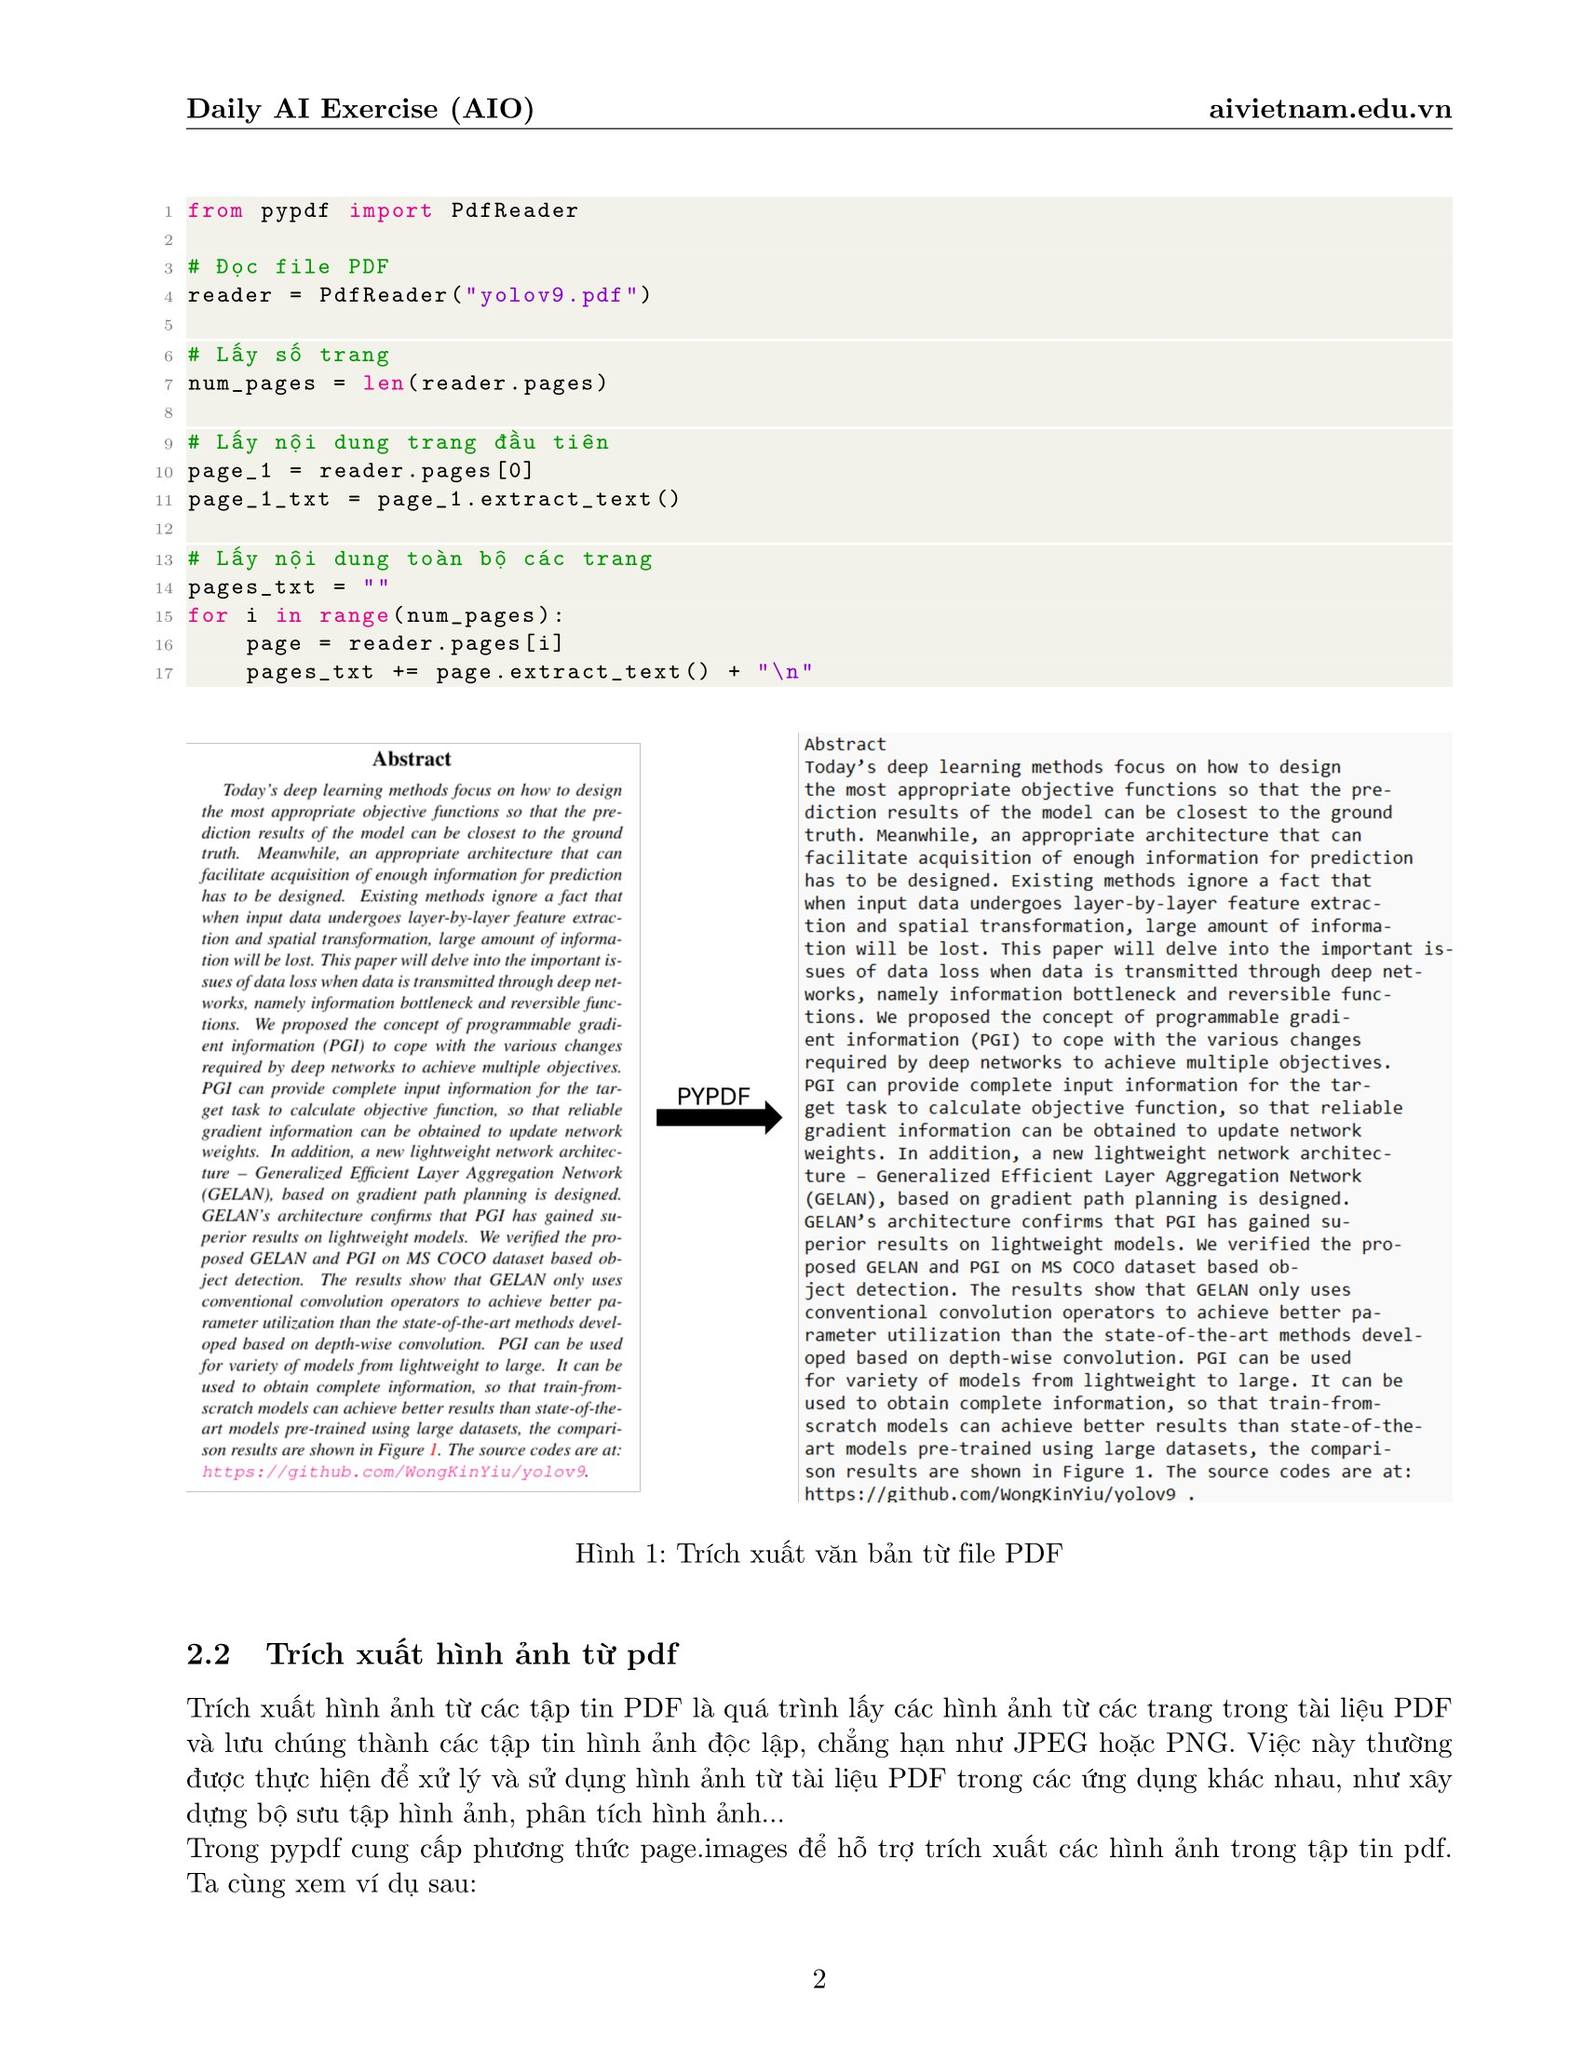 Daily AI Exercise (AIO)
aivietnam.edu.vn
1 from pypdf import PdfReader
2
3 # Đọc file PDF
4 reader = PdfReader("yolov9.pdf")
5
6 # Lấy số trang
7 num_pages = len(reader.pages)
8
9 # Lấy nội dung trang đầu tiên
10 page_1 = reader.pages[0]
11 page_1_txt = page_1.extract_text()
12
13 # Lấy nội dung toàn bộ các trang
14 pages_txt = ""
15 for i in range(num_pages):
16     page = reader.pages[i]
17     pages_txt += page.extract_text() + "\n"
Abstract
Today's deep learning methods focus on how to design
the most appropriate objective functions so that the pre-
diction results of the model can be closest to the ground
truth. Meanwhile, an appropriate architecture that can
facilitate acquisition of enough information for prediction
has to be designed. Existing methods ignore a fact that
when input data undergoes layer-by-layer feature extrac-
tion and spatial transformation, large amount of informa-
tion will be lost. This paper will delve into the important is-
sues of data loss when data is transmitted through deep net-
works, namely information bottleneck and reversible func-
tions. We proposed the concept of programmable gradi-
ent information (PGI) to cope with the various changes
required by deep networks to achieve multiple objectives.
PGI can provide complete input information for the tar-
get task to calculate objective function, so that reliable
gradient information can be obtained to update network
weights. In addition, a new lightweight network architec-
ture – Generalized Efficient Layer Aggregation Network
(GELAN), based on gradient path planning is designed.
GELAN's architecture confirms that PGI has gained su-
perior results on lightweight models. We verified the pro-
posed GELAN and PGI on MS COCO dataset based ob-
ject detection. The results show that GELAN only uses
conventional convolution operators to achieve better pa-
rameter utilization than the state-of-the-art methods devel-
oped based on depth-wise convolution. PGI can be used
for variety of models from lightweight to large. It can be
used to obtain complete information, so that train-from-
scratch models can achieve better results than state-of-the-
art models pre-trained using large datasets, the compari-
son results are shown in Figure 1. The source codes are at:
https://github.com/WongKinYiu/yolov9.
PYPDF
Abstract
Today’s deep learning methods focus on how to design
the most appropriate objective functions so that the pre-
diction results of the model can be closest to the ground
truth. Meanwhile, an appropriate architecture that can
facilitate acquisition of enough information for prediction
has to be designed. Existing methods ignore a fact that
when input data undergoes layer-by-layer feature extrac-
tion and spatial transformation, large amount of informa-
tion will be lost. This paper will delve into the important is-
sues of data loss when data is transmitted through deep net-
works, namely information bottleneck and reversible func-
tions. We proposed the concept of programmable gradi-
ent information (PGI) to cope with the various changes
required by deep networks to achieve multiple objectives.
PGI can provide complete input information for the tar-
get task to calculate objective function, so that reliable
gradient information can be obtained to update network
weights. In addition, a new lightweight network architec-
ture – Generalized Efficient Layer Aggregation Network
(GELAN), based on gradient path planning is designed.
GELAN’s architecture confirms that PGI has gained su-
perior results on lightweight models. We verified the pro-
posed GELAN and PGI on MS COCO dataset based ob-
ject detection. The results show that GELAN only uses
conventional convolution operators to achieve better pa-
rameter utilization than the state-of-the-art methods devel-
oped based on depth-wise convolution. PGI can be used
for variety of models from lightweight to large. It can be
used to obtain complete information, so that train-from-
scratch models can achieve better results than state-of-the-
art models pre-trained using large datasets, the compari-
son results are shown in Figure 1. The source codes are at:
https://github.com/WongKinYiu/yolov9 .
Hình 1: Trích xuất văn bản từ file PDF
2.2 Trích xuất hình ảnh từ pdf
Trích xuất hình ảnh từ các tập tin PDF là quá trình lấy các hình ảnh từ các trang trong tài liệu PDF
và lưu chúng thành các tập tin hình ảnh độc lập, chẳng hạn như JPEG hoặc PNG. Việc này thường
được thực hiện để xử lý và sử dụng hình ảnh từ tài liệu PDF trong các ứng dụng khác nhau, như xây
dựng bộ sưu tập hình ảnh, phân tích hình ảnh...
Trong pypdf cung cấp phương thức page.images để hỗ trợ trích xuất các hình ảnh trong tập tin pdf.
Ta cùng xem ví dụ sau:
2